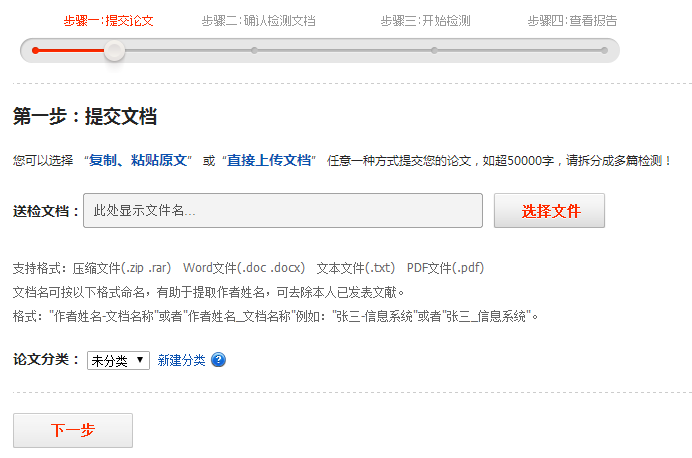 步骤一:提交论文 步骤二:确认检测文档 步骤三:开始检测 步骤四:查看报告
第一步：提交文档
您可以选择 “复制、粘贴原文” 或“直接上传文档” 任意一种方式提交您的论文，如超50000字，请拆分成多篇检测！
送检文档： 此处显示文件名... 选择文件
支持格式：压缩文件(.zip .rar) Word文件(.doc .docx) 文本文件(.txt) PDF文件(.pdf)
文档名可按以下格式命名，有助于提取作者姓名，可去除本人已发表文献。
格式："作者姓名-文档名称"或者"作者姓名_文档名称"例如："张三-信息系统"或者"张三_信息系统"。
论文分类： 未分类 ▼ 新建分类 ?
下一步